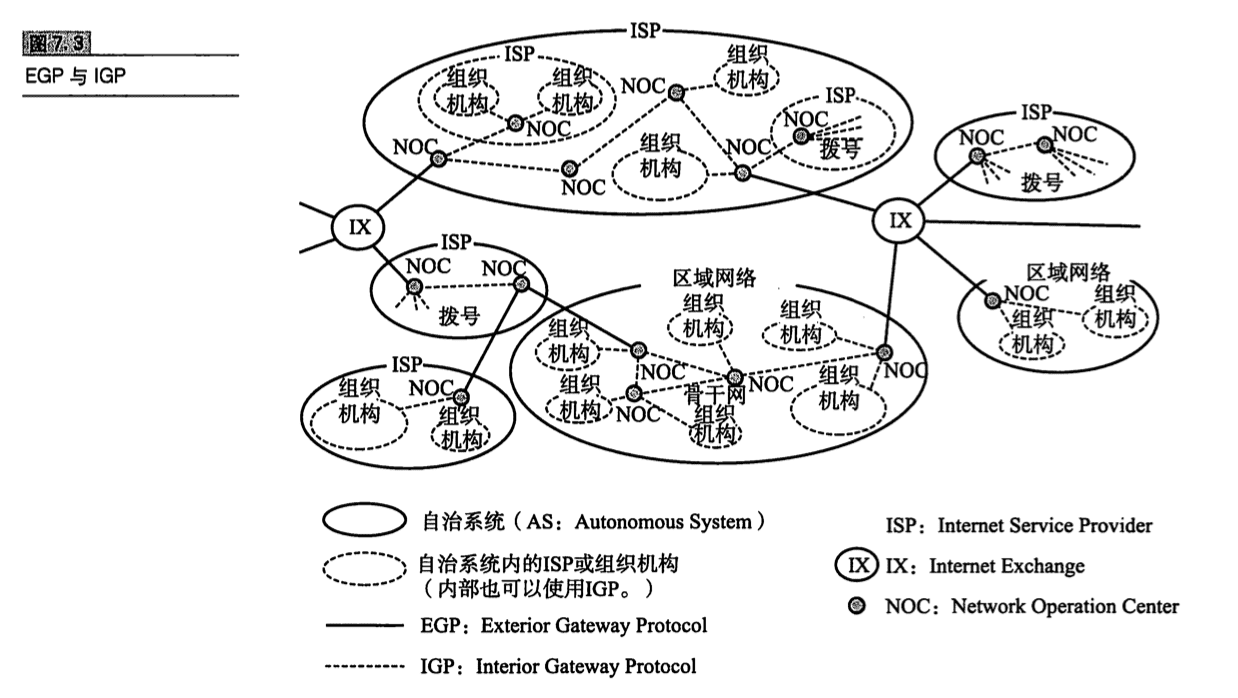 图7.3
EGP 与 IGP
ISP
ISP
组织
机构
组织
机构
NOC
NOC
NOC
NOC
组织
机构
组织
机构
NOC
ISP
NOC
拨号
IX
IX
ISP
NOC
NOC
拨号
ISP
NOC
NOC
拨号
区域网络
组织
机构
组织
机构
组织
机构
NOC
组织
机构
NOC
NOC
骨干网
组织
机构
组织
机构
NOC
区域网络
NOC
组织
机构
组织
机构
ISP
组织
机构
NOC
组织
机构
自治系统(AS:Autonomous System)
自治系统内的ISP或组织机构
(内部也可以使用IGP。)
EGP:Exterior Gateway Protocol
IGP:Interior Gateway Protocol
ISP:Internet Service Provider
IX
IX:Internet Exchange
NOC:Network Operation Center